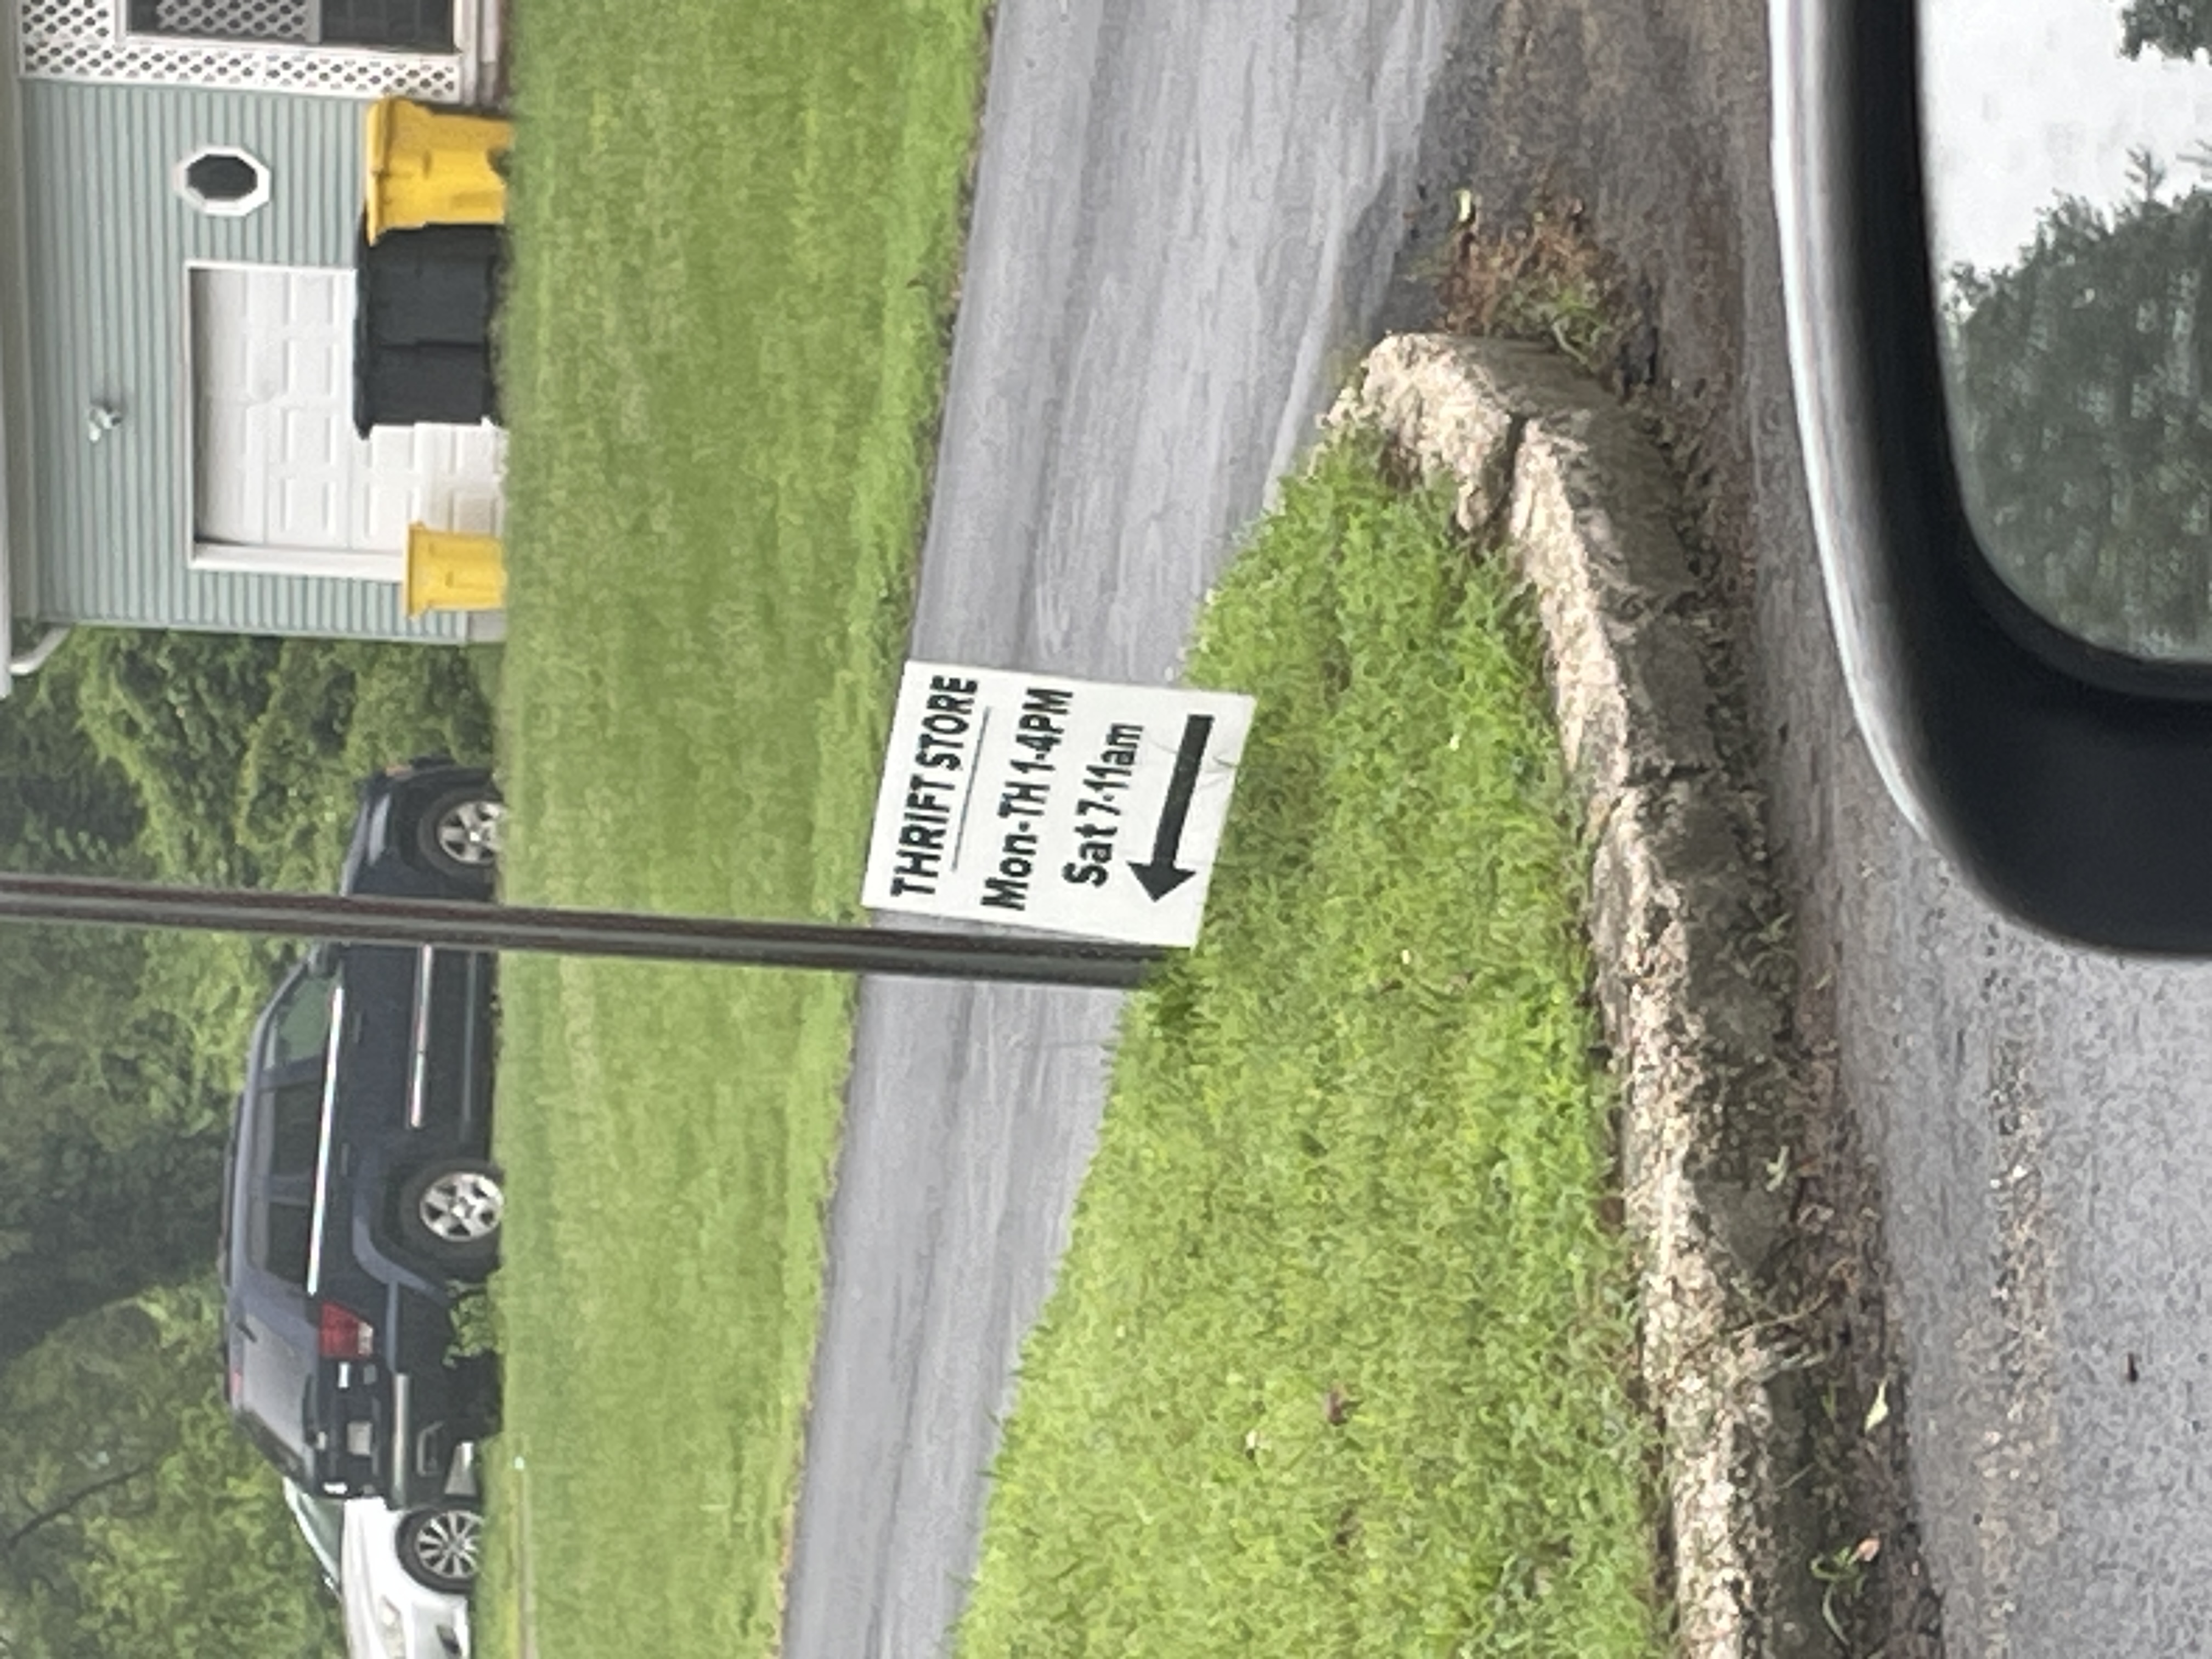 THRIFT STORE
Mon-TH 1-4PM
Sat 7-11am